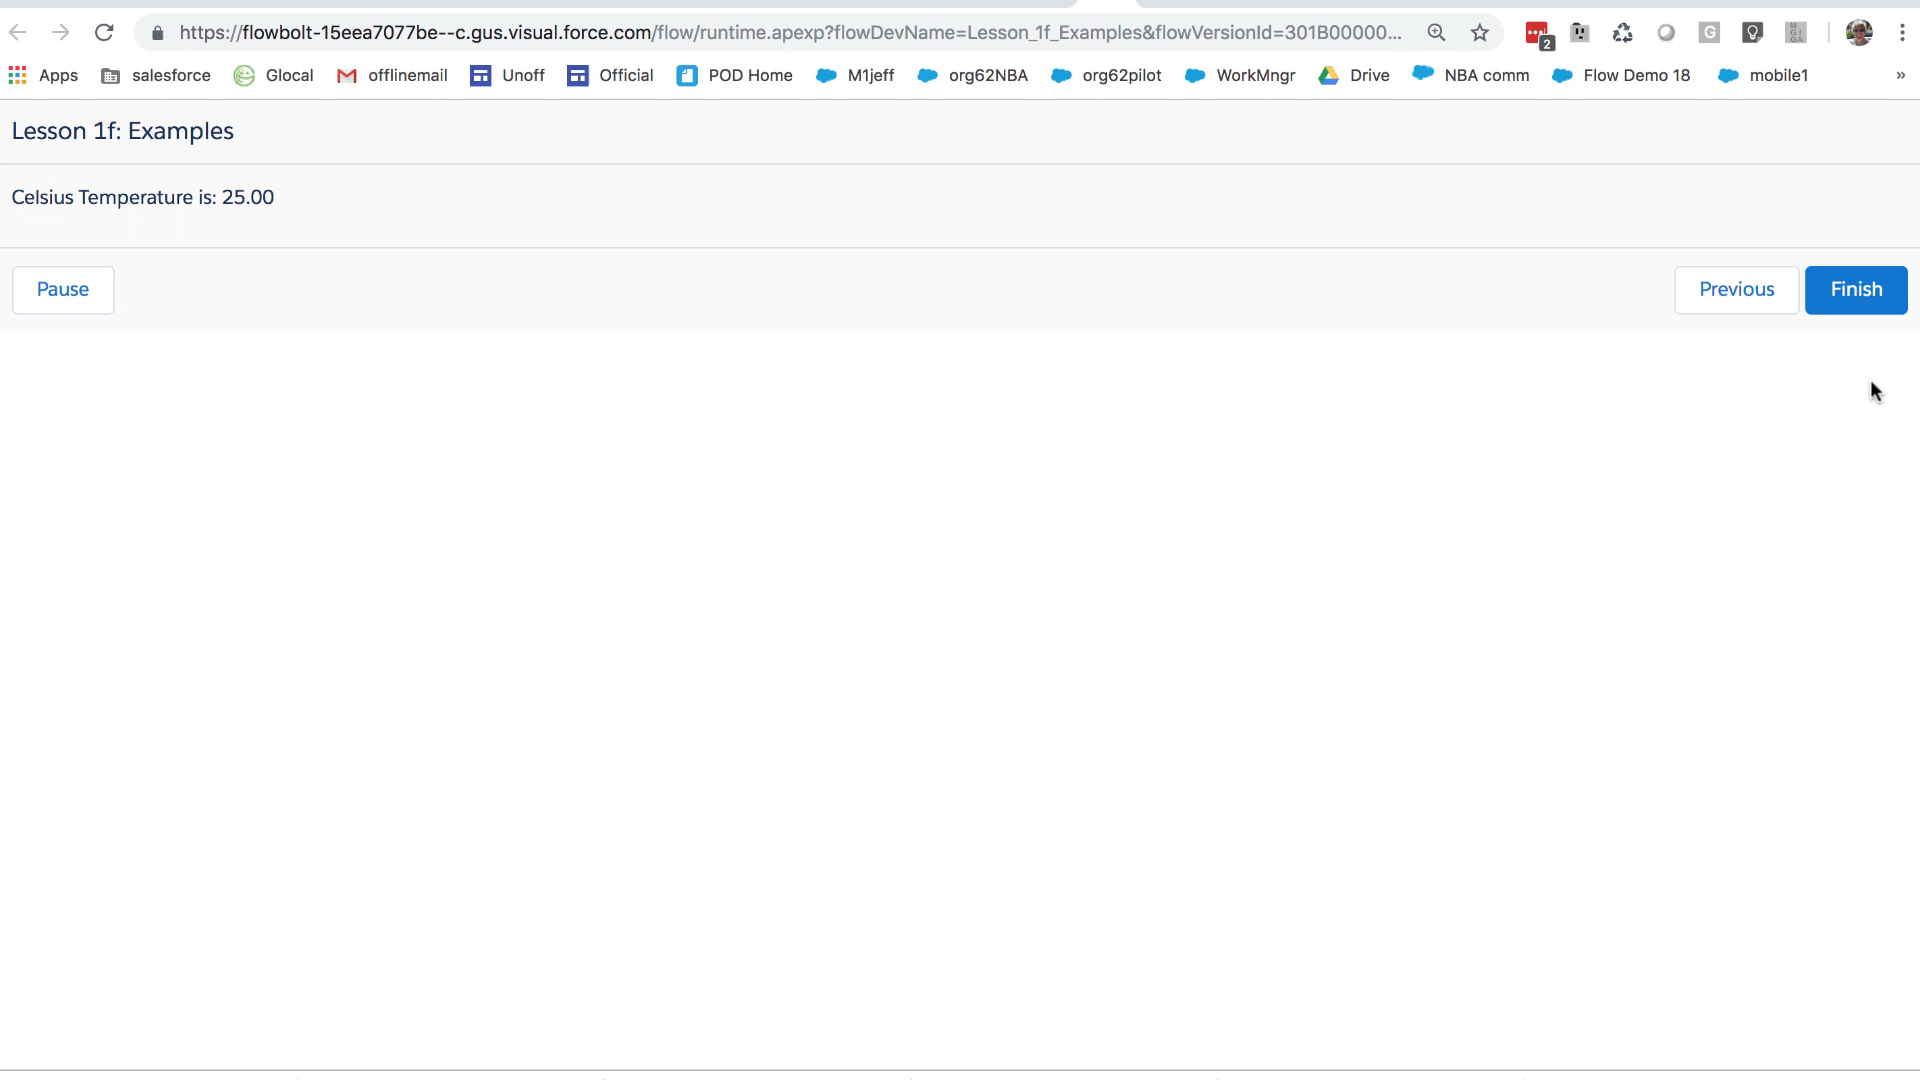 https://flowbolt-15eea7077be--c.gus.visual.force.com/flow/runtime.apexp?flowDevName=Lesson_1f_Examples&flowVersionId=301B00000...
2
G
Apps salesforce Glocal offlinemail Unoff Official POD Home M1jeff org62NBA org62pilot WorkMngr Drive NBA comm Flow Demo 18 mobile1 »
Lesson 1f: Examples
Celsius Temperature is: 25.00
Pause Previous Finish